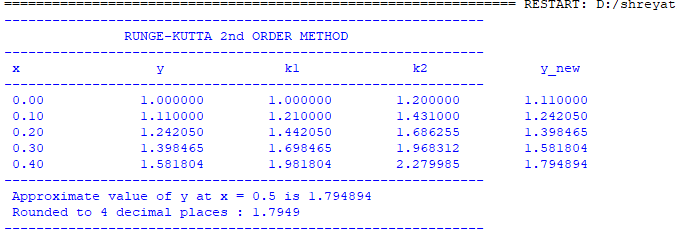 ================================================================ RESTART: D:/shreyat
------------------------------------------------------------
RUNGE-KUTTA 2nd ORDER METHOD
------------------------------------------------------------
x y k1 k2 y_new
------------------------------------------------------------
0.00 1.000000 1.000000 1.200000 1.110000
0.10 1.110000 1.210000 1.431000 1.242050
0.20 1.242050 1.442050 1.686255 1.398465
0.30 1.398465 1.698465 1.968312 1.581804
0.40 1.581804 1.981804 2.279985 1.794894
------------------------------------------------------------
Approximate value of y at x = 0.5 is 1.794894
Rounded to 4 decimal places : 1.7949
------------------------------------------------------------